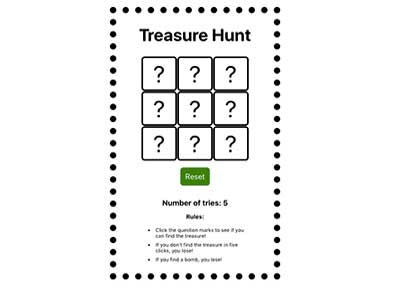 Treasure Hunt
? ? ?
? ? ?
? ? ?
Reset
Number of tries: 5
Rules:
• Click the question marks to see if you
can find the treasure!
• If you don't find the treasure in five
clicks, you lose!
• If you find a bomb, you lose!